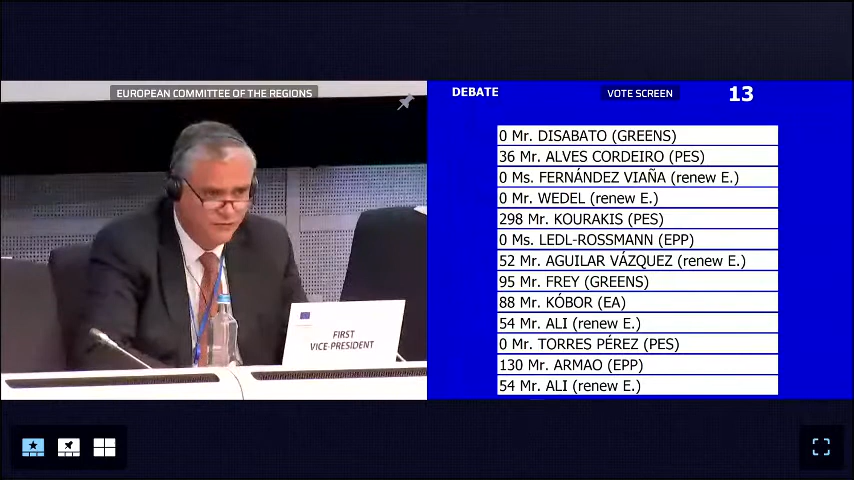 EUROPEAN COMMITTEE OF THE REGIONS
FIRST
VICE-PRESIDENT
DEBATE
VOTE SCREEN
13
0 Mr. DISABATO (GREENS)
36 Mr. ALVES CORDEIRO (PES)
0 Ms. FERNÁNDEZ VIAÑA (renew E.)
0 Mr. WEDEL (renew E.)
298 Mr. KOURAKIS (PES)
0 Ms. LEDL-ROSSMANN (EPP)
52 Mr. AGUILAR VÁZQUEZ (renew E.)
95 Mr. FREY (GREENS)
88 Mr. KÓBOR (EA)
54 Mr. ALI (renew E.)
0 Mr. TORRES PÉREZ (PES)
130 Mr. ARMAO (EPP)
54 Mr. ALI (renew E.)